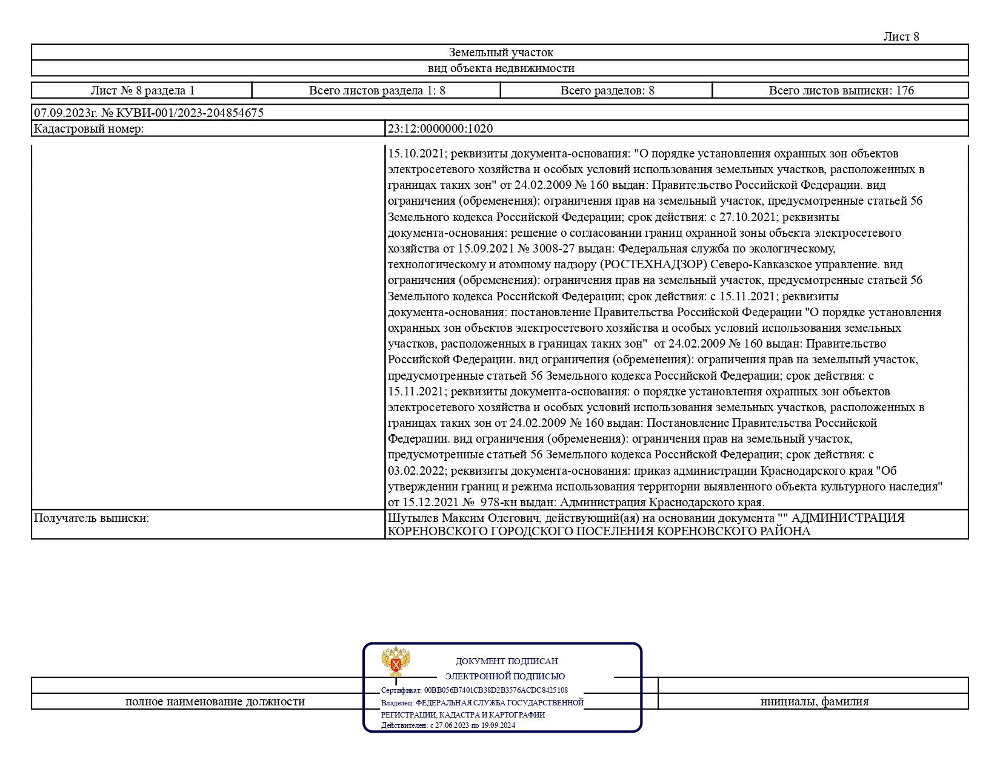 Лист 8
Земельный участок
вид объекта недвижимости
Лист № 8 раздела 1
Всего листов раздела 1: 8
Всего разделов: 8
Всего листов выписки: 176
07.09.2023г. № КУВИ-001/2023-204854675
Кадастровый номер:
23:12:0000000:1020
15.10.2021; реквизиты документа-основания: "О порядке установления охранных зон объектов
электросетевого хозяйства и особых условий использования земельных участков, расположенных в
границах таких зон" от 24.02.2009 № 160 выдан: Правительство Российской Федерации. вид
ограничения (обременения): ограничения прав на земельный участок, предусмотренные статьей 56
Земельного кодекса Российской Федерации; срок действия: с 27.10.2021; реквизиты
документа-основания: решение о согласовании границ охранной зоны объекта электросетевого
хозяйства от 15.09.2021 № 3008-27 выдан: Федеральная служба по экологическому,
технологическому и атомному надзору (РОСТЕХНАДЗОР) Северо-Кавказское управление. вид
ограничения (обременения): ограничения прав на земельный участок, предусмотренные статьей 56
Земельного кодекса Российской Федерации; срок действия: с 15.11.2021; реквизиты
документа-основания: постановление Правительства Российской Федерации "О порядке установления
охранных зон объектов электросетевого хозяйства и особых условий использования земельных
участков, расположенных в границах таких зон"  от 24.02.2009 № 160 выдан: Правительство
Российской Федерации. вид ограничения (обременения): ограничения прав на земельный участок,
предусмотренные статьей 56 Земельного кодекса Российской Федерации; срок действия: с
15.11.2021; реквизиты документа-основания: о порядке установления охранных зон объектов
электросетевого хозяйства и особых условий использования земельных участков, расположенных в
границах таких зон от 24.02.2009 № 160 выдан: Постановление Правительства Российской
Федерации. вид ограничения (обременения): ограничения прав на земельный участок,
предусмотренные статьей 56 Земельного кодекса Российской Федерации; срок действия: с
03.02.2022; реквизиты документа-основания: приказ администрации Краснодарского края "Об
утверждении границ и режима использования территории выявленного объекта культурного наследия"
от 15.12.2021 №  978-кн выдан: Администрация Краснодарского края.
Получатель выписки:
Шутылев Максим Олегович, действующий(ая) на основании документа "" АДМИНИСТРАЦИЯ
КОРЕНОВСКОГО ГОРОДСКОГО ПОСЕЛЕНИЯ КОРЕНОВСКОГО РАЙОНА
ДОКУМЕНТ ПОДПИСАН
ЭЛЕКТРОННОЙ ПОДПИСЬЮ
Сертификат: 00BB056B7401CB38D2B3576ACDC8425108
Владелец: ФЕДЕРАЛЬНАЯ СЛУЖБА ГОСУДАРСТВЕННОЙ
РЕГИСТРАЦИИ, КАДАСТРА И КАРТОГРАФИИ
Действителен: с 27.06.2023 по 19.09.2024
полное наименование должности
инициалы, фамилия